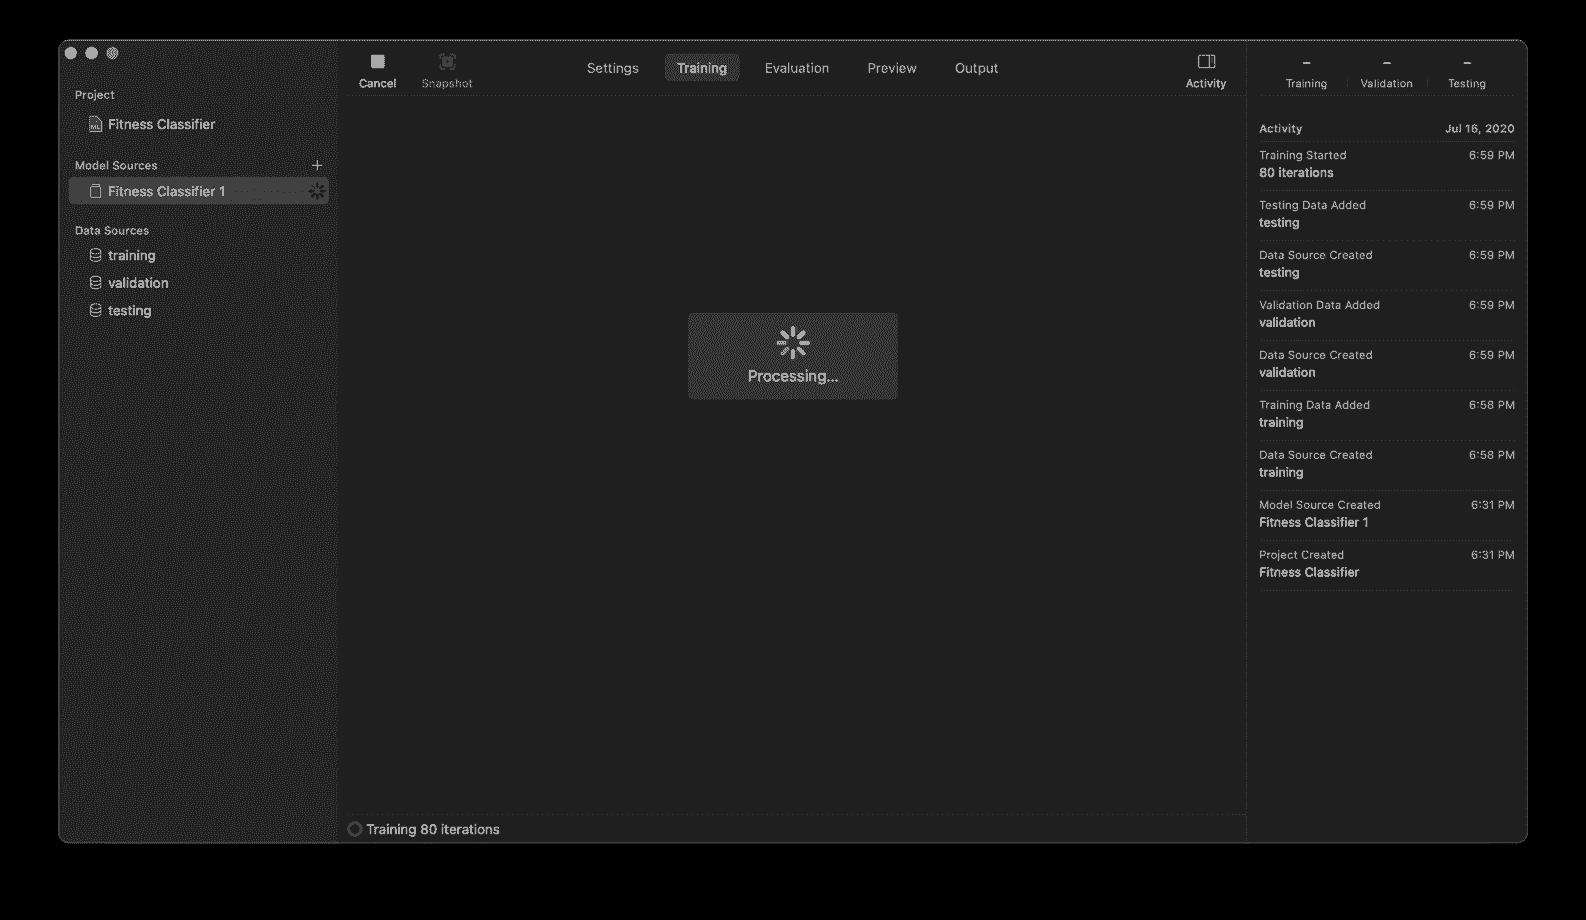 Project
Fitness Classifier
Model Sources
Fitness Classifier 1
Data Sources
training
validation
testing
Cancel
Snapshot
Settings
Training
Evaluation
Preview
Output
Activity
Processing...
Training 80 iterations
– – –
Training Validation Testing
Activity Jul 16, 2020
Training Started 6:59 PM
80 iterations
Testing Data Added 6:59 PM
testing
Data Source Created 6:59 PM
testing
Validation Data Added 6:59 PM
validation
Data Source Created 6:59 PM
validation
Training Data Added 6:58 PM
training
Data Source Created 6:58 PM
training
Model Source Created 6:31 PM
Fitness Classifier 1
Project Created 6:31 PM
Fitness Classifier